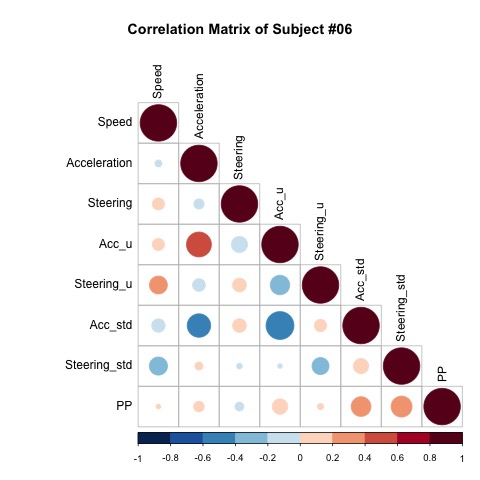 Correlation Matrix of Subject #06
Speed
Acceleration
Steering
Acc_u
Steering_u
Acc_std
Steering_std
PP
Speed
Acceleration
Steering
Acc_u
Steering_u
Acc_std
Steering_std
PP
-1 -0.8 -0.6 -0.4 -0.2 0 0.2 0.4 0.6 0.8 1